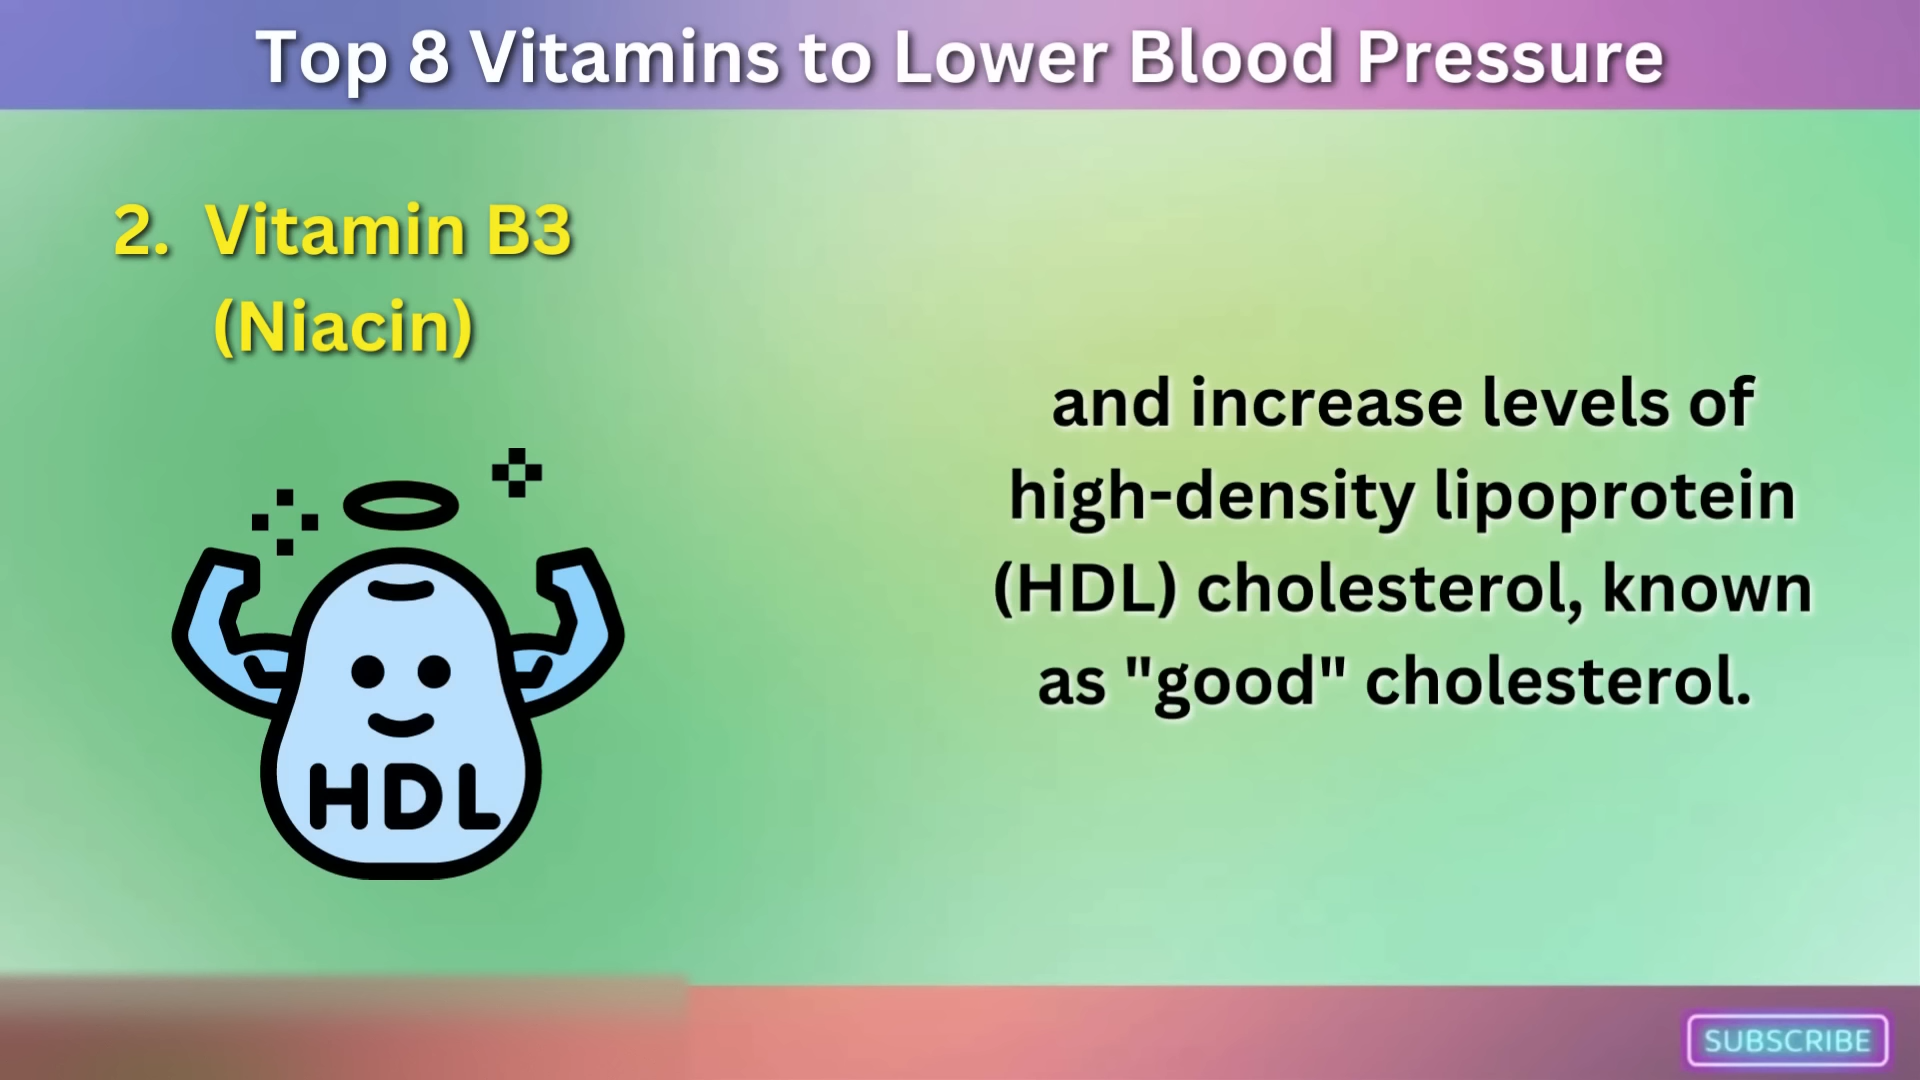 Top 8 Vitamins to Lower Blood Pressure
2. Vitamin B3
(Niacin)
HDL
and increase levels of
high-density lipoprotein
(HDL) cholesterol, known
as "good" cholesterol.
SUBSCRIBE